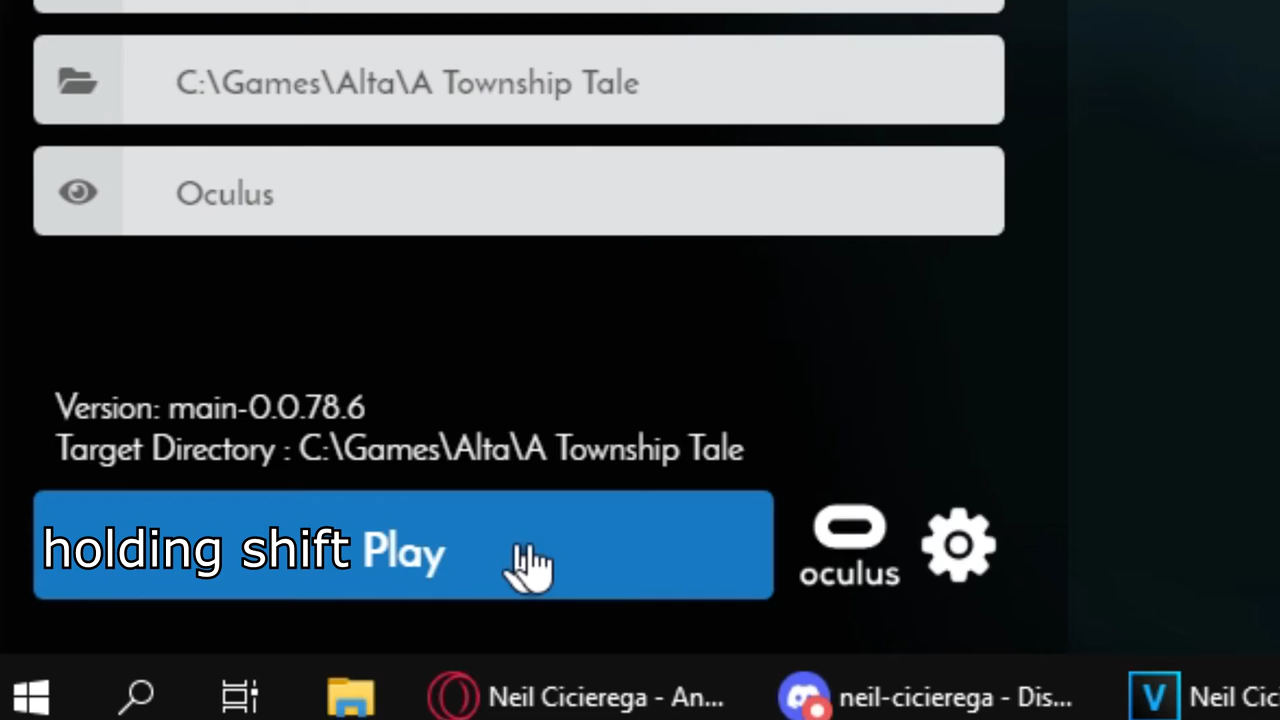 C:\Games\Alta\A Township Tale
Oculus
Version: main-0.0.78.6
Target Directory : C:\Games\Alta\A Township Tale
holding shift Play
oculus
Neil Cicierega - An... neil-cicierega - Dis... V Neil Cic